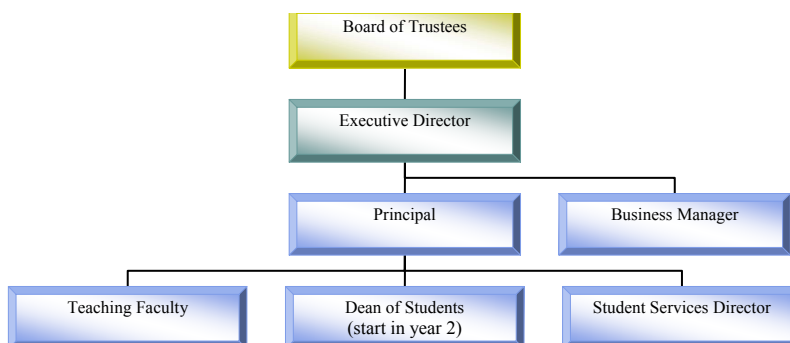 Board of Trustees
Executive Director
Principal
Business Manager
Teaching Faculty
Dean of Students
(start in year 2)
Student Services Director